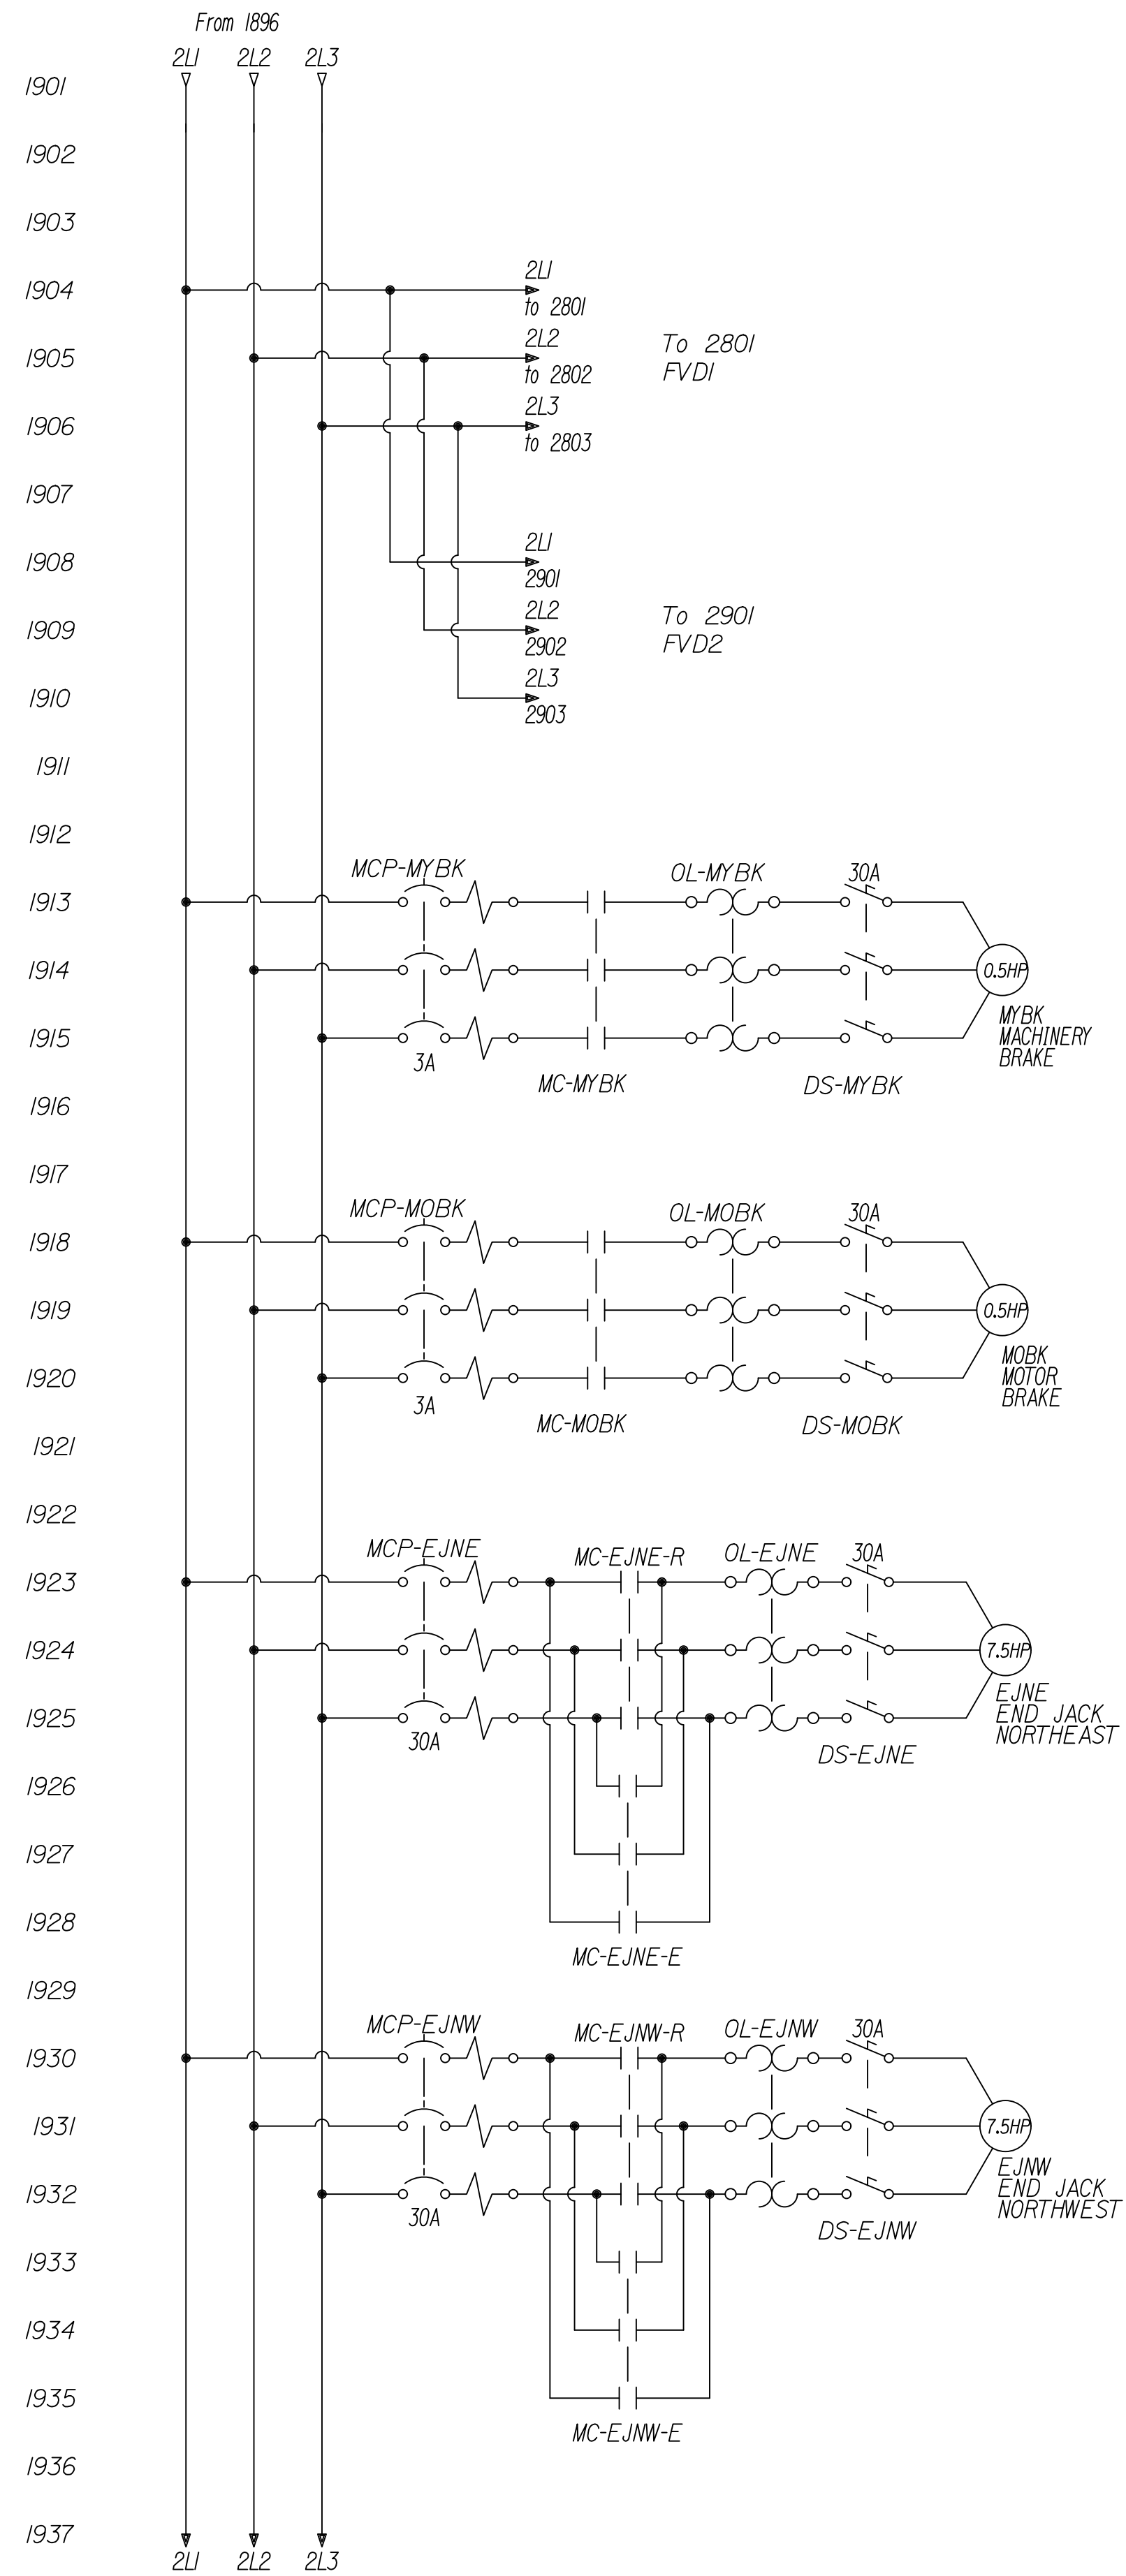 From 1896
2L1 2L2 2L3
1901
1902
1903
1904
2L1
to 2801
1905
2L2
to 2802
To 2801
FVD1
1906
2L3
to 2803
1907
1908
2L1
2901
1909
2L2
2902
To 2901
FVD2
1910
2L3
2903
1911
1912
MCP-MYBK OL-MYBK 30A
1913
1914
0.5HP
1915
3A
MC-MYBK
DS-MYBK
MYBK
MACHINERY
BRAKE
1916
1917
MCP-MOBK OL-MOBK 30A
1918
1919
0.5HP
1920
3A
MC-MOBK
DS-MOBK
MOBK
MOTOR
BRAKE
1921
1922
MCP-EJNE MC-EJNE-R OL-EJNE 30A
1923
1924
7.5HP
1925
30A
DS-EJNE
EJNE
END JACK
NORTHEAST
1926
1927
1928
MC-EJNE-E
1929
MCP-EJNW MC-EJNW-R OL-EJNW 30A
1930
1931
7.5HP
1932
30A
DS-EJNW
EJNW
END JACK
NORTHWEST
1933
1934
1935
MC-EJNW-E
1936
1937
2L1 2L2 2L3